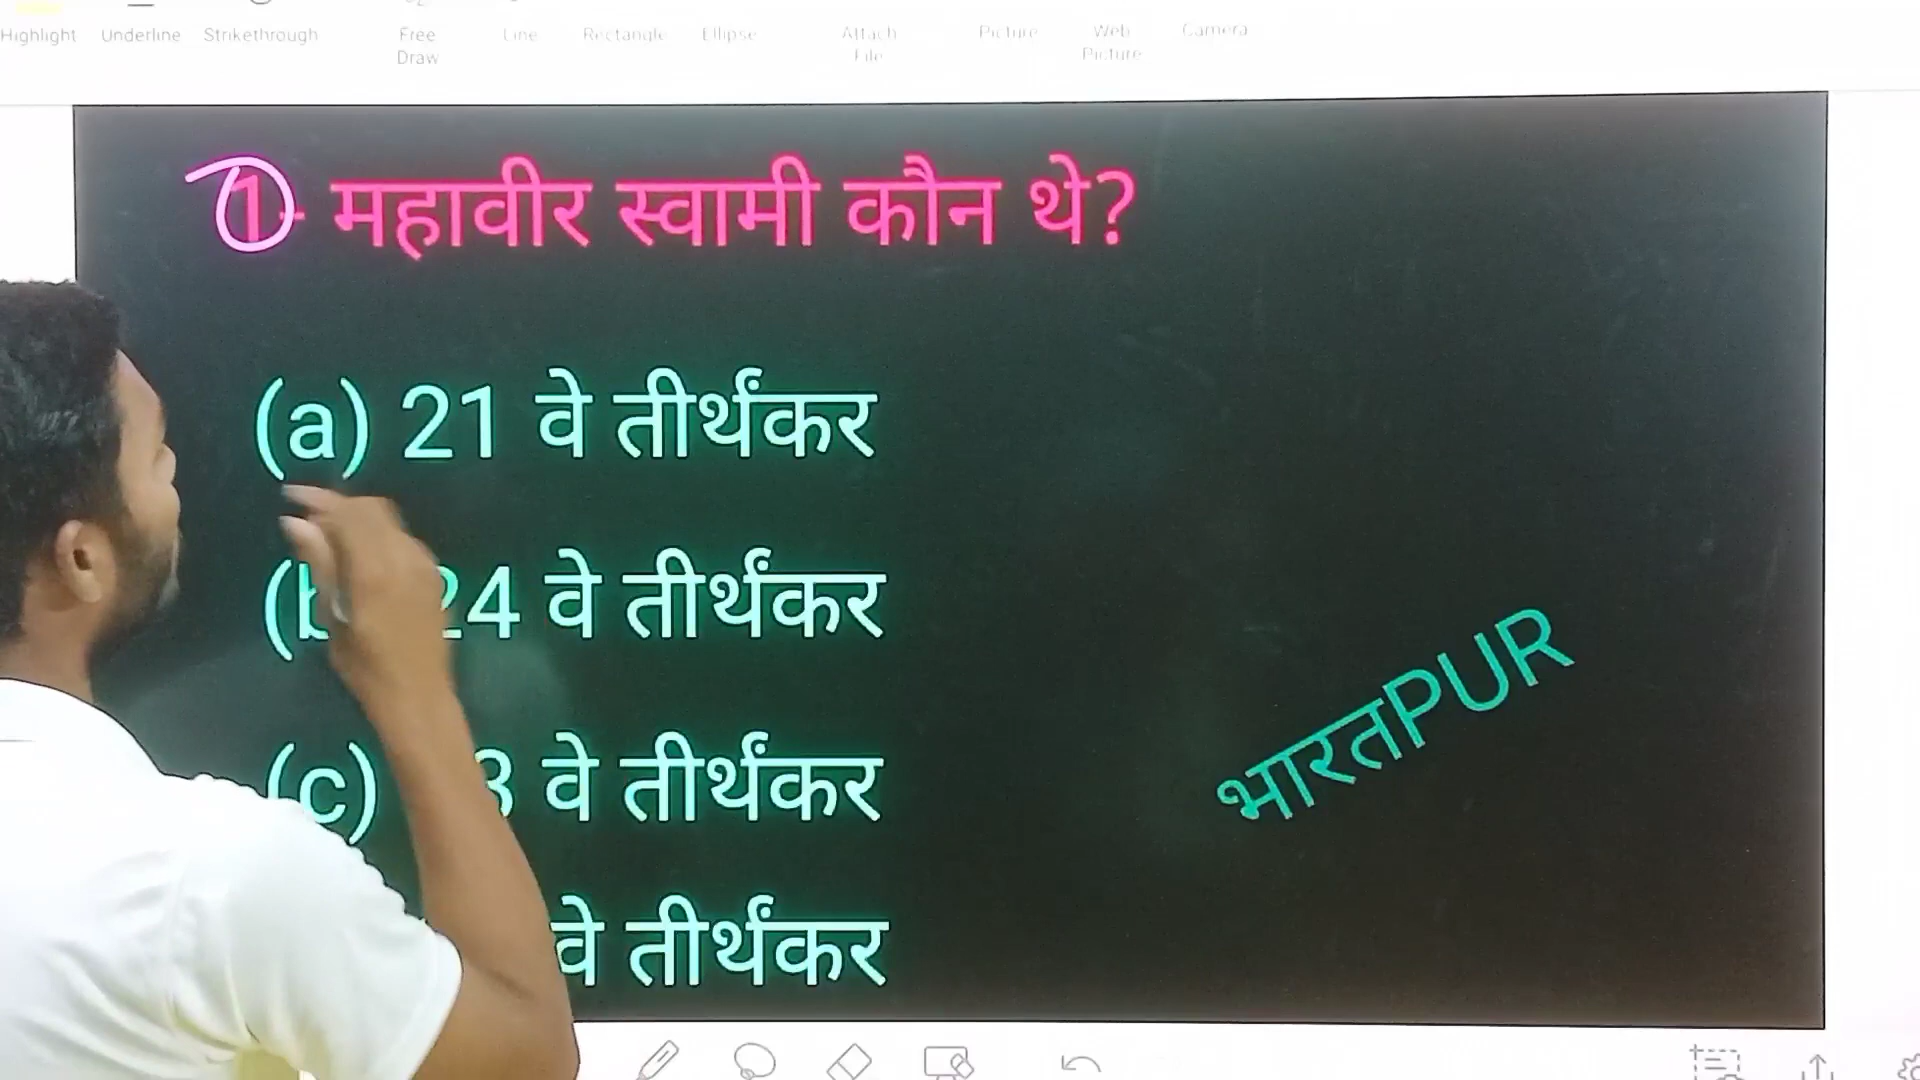 Highlight Underline Strikethrough Free Draw Line Rectangle Ellipse Attach File Picture Web Picture Camera
1- महावीर स्वामी कौन थे?
(a) 21 वे तीर्थंकर
24 वे तीर्थंकर
(c) वे तीर्थंकर
वे तीर्थंकर
भारतPUR